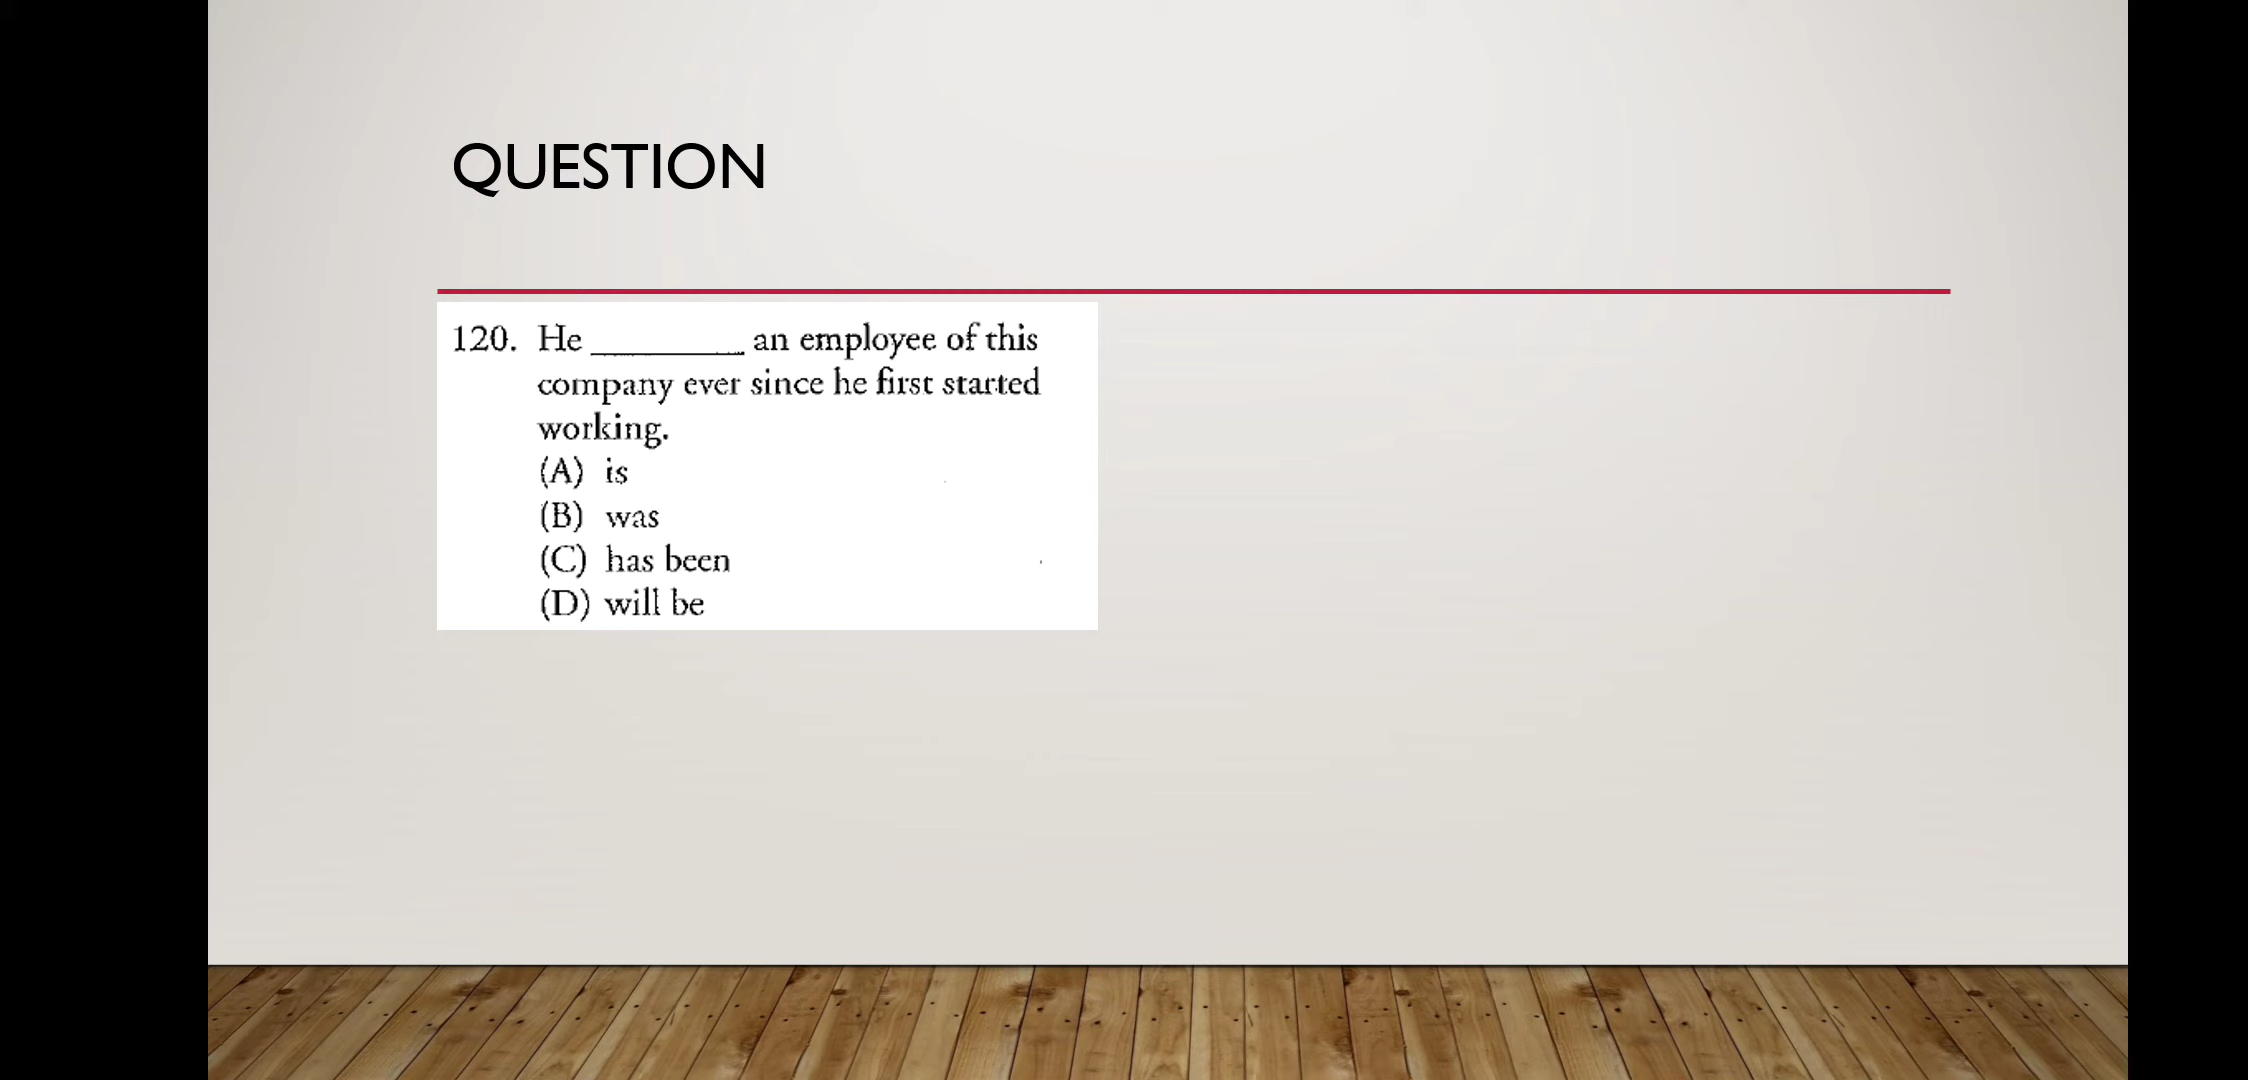 QUESTION
120. He ________ an employee of this
company ever since he first started
working.
(A) is
(B) was
(C) has been
(D) will be